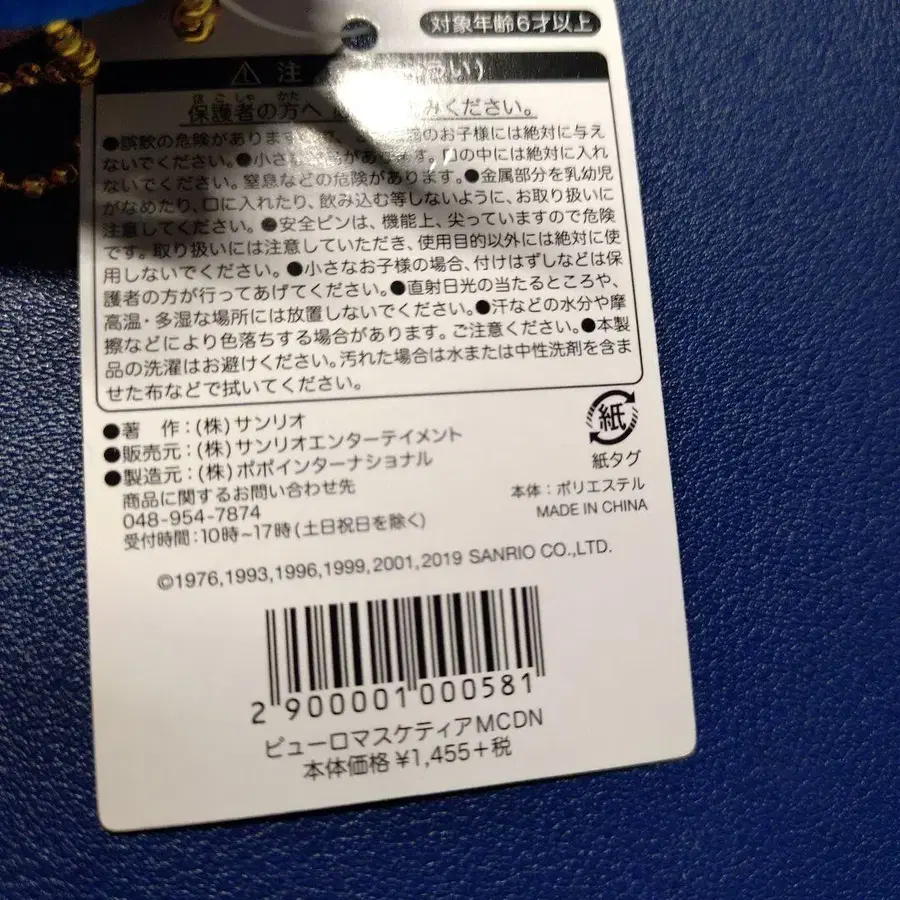 対象年齢6才以上
⚠ 注 い)
保護者の方へ みください。
●誤飲の危険があります のお子様には絶対に与え
ないでください。●小さな があります。口の中には絶対に入れ
ないでください。窒息などの危険があります。●金属部分を乳幼児
がなめたり、口に入れたり、飲み込む等しないように、お取り扱いに
注意してください。●安全ピンは、機能上、尖っていますので危険
です。取り扱いには注意していただき、使用目的以外には絶対に使
用しないでください。●小さなお子様の場合、付けはずしなどは保
護者の方が行ってあげてください。●直射日光の当たるところや、
高温・多湿な場所には放置しないでください。●汗などの水分や摩
擦などにより色落ちする場合があります。ご注意ください。●本製
品の洗濯はお避けください。汚れた場合は水または中性洗剤を含ま
せた布などで拭いてください。
●著 作:(株)サンリオ
●販売元:(株)サンリオエンターテイメント
●製造元:(株)ポポインターナショナル
商品に関するお問い合わせ先
048-954-7874
受付時間:10時~17時(土日祝日を除く)
紙
紙タグ
本体:ポリエステル
MADE IN CHINA
©1976,1993,1996,1999,2001,2019 SANRIO CO.,LTD.
2 900001 000581
ピューロマスケティアMCDN
本体価格 ¥1,455+税